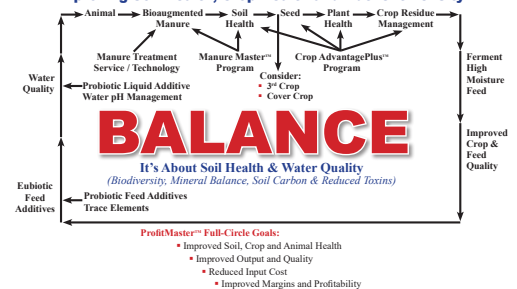 Animal
Bioaugmented
Manure
Soil
Health
Seed
Plant
Health
Crop Residue
Management
Manure Treatment
Service / Technology
Manure Master™
Program
Crop AdvantagePlus™
Program
Consider:
▪ 3rd Crop
▪ Cover Crop
Ferment
High
Moisture
Feed
Water
Quality
Probiotic Liquid Additive
Water pH Management
BALANCE
Improved
Crop &
Feed
Quality
It's About Soil Health & Water Quality
(Biodiversity, Mineral Balance, Soil Carbon & Reduced Toxins)
Eubiotic
Feed
Additives
Probiotic Feed Additives
Trace Elements
ProfitMaster™ Full-Circle Goals:
▪ Improved Soil, Crop and Animal Health
▪ Improved Output and Quality
▪ Reduced Input Cost
▪ Improved Margins and Profitability